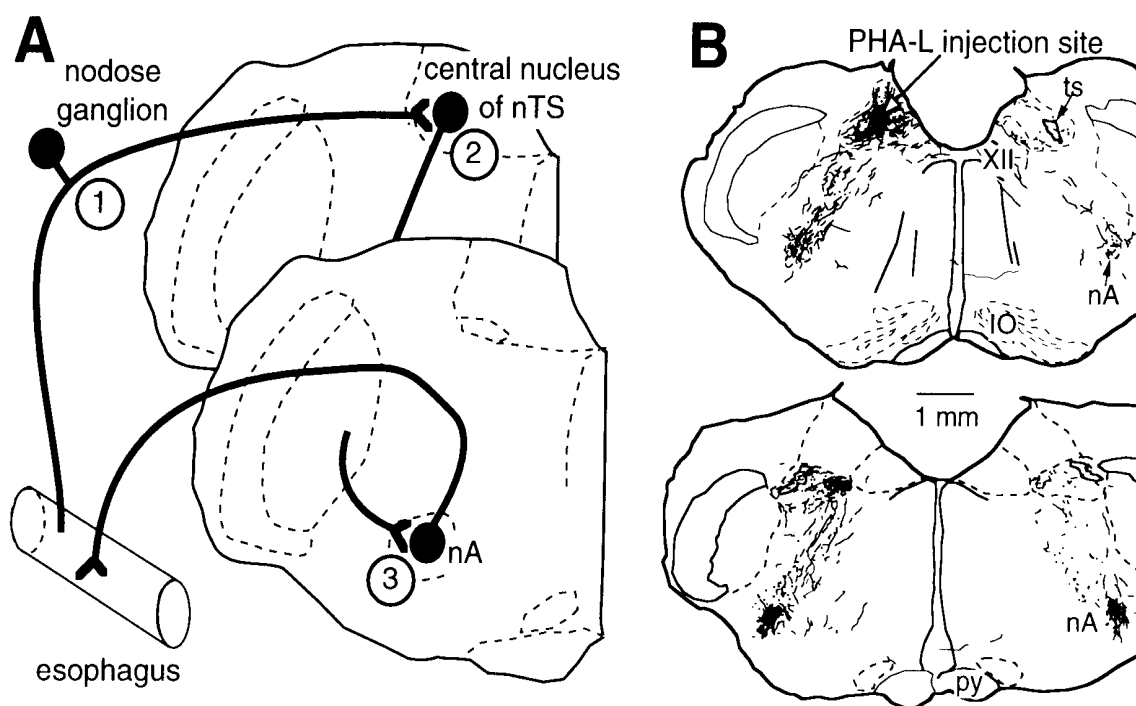 A
nodose
ganglion
central nucleus
of nTS
1
2
3
nA
esophagus
B
PHA-L injection site
ts
XII
nA
IO
1 mm
nA
py